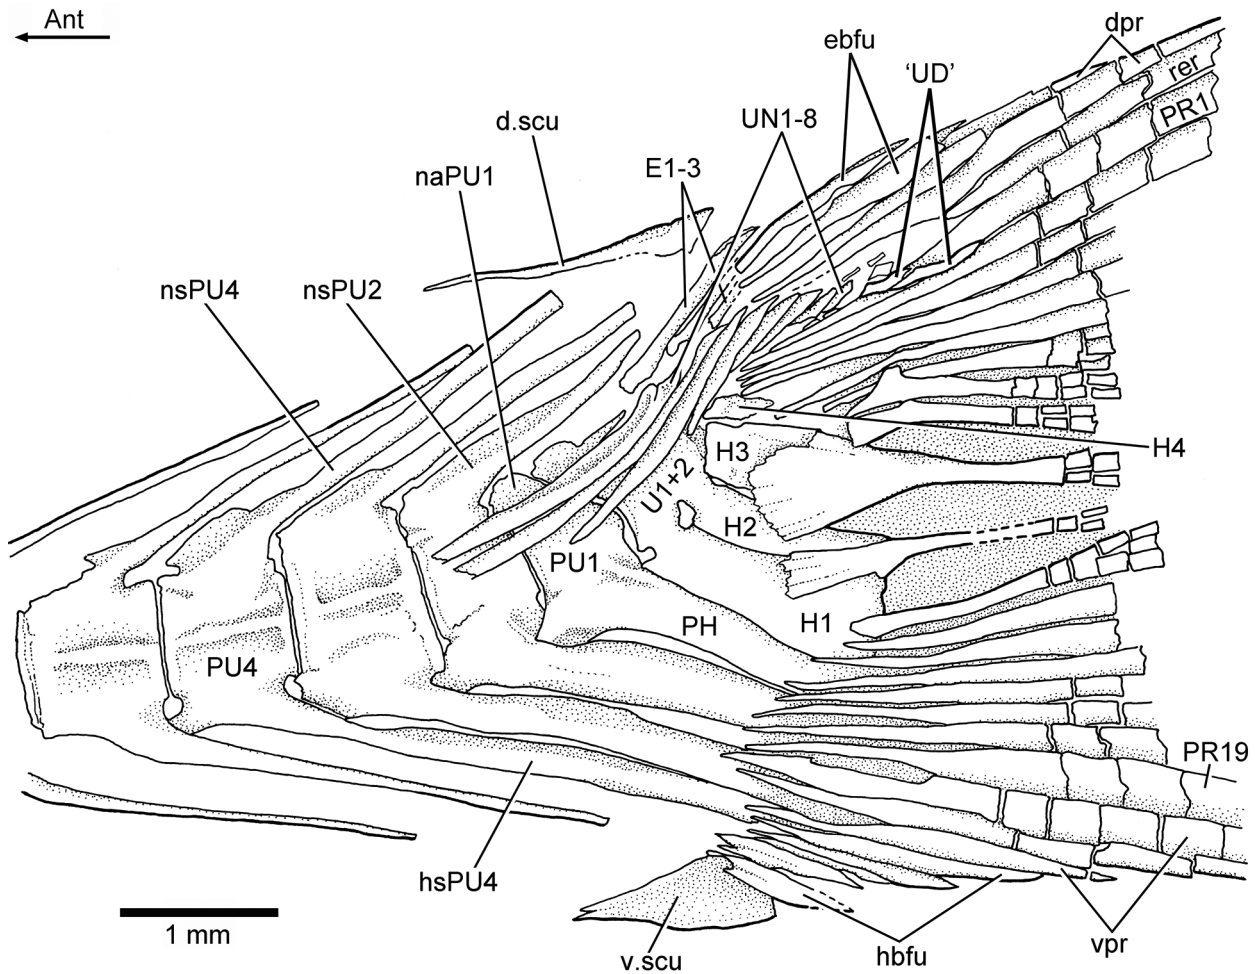 Ant
dpr
ebfu
rer
'UD'
PR1
UN1-8
d.scu
E1-3
naPU1
nsPU4
nsPU2
H4
H3
U1+2
H2
PU1
PH
H1
PU4
PR19
hsPU4
1 mm
v.scu
hbfu
vpr